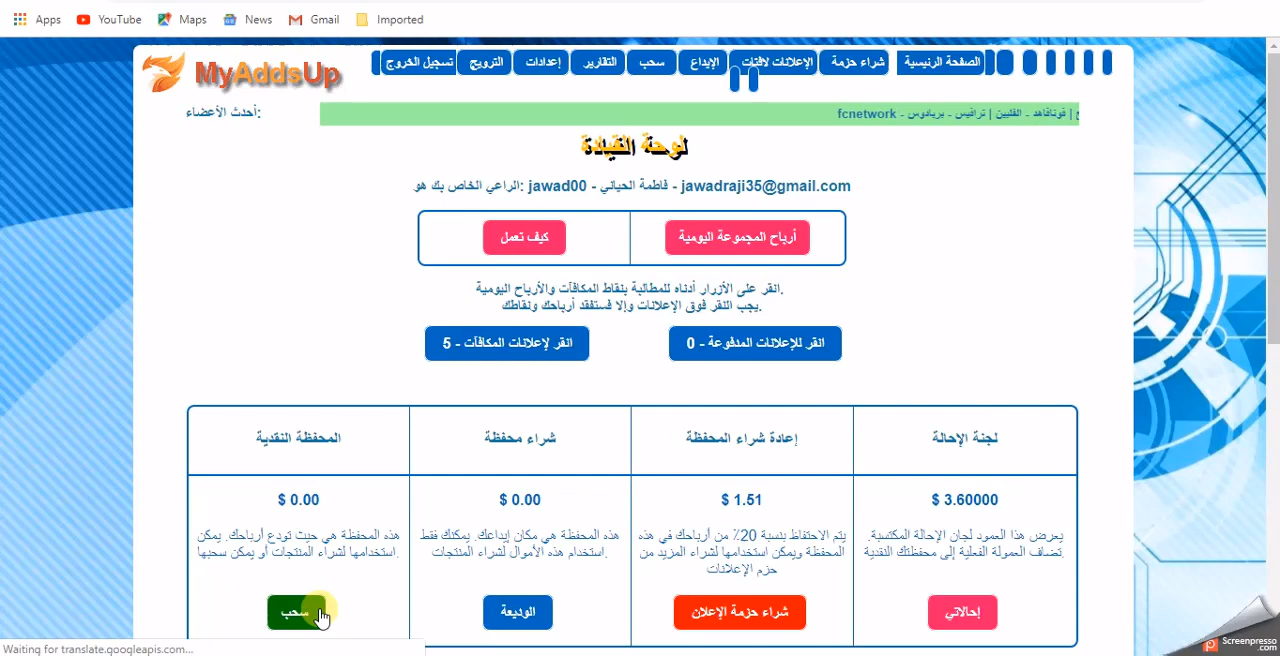 Apps YouTube Maps News Gmail Imported
MyAddsUp
الصفحة الرئيسية
شراء حزمة
الإعلانات لافتات
الإيداع
سحب
التقارير
إعدادات
الترويج
تسجيل الخروج
أحدث الأعضاء:
| فوتافاهد - الفلبين | ترافيس - بربادوس - fcnetwork
لوحة القيادة
الراعي الخاص بك هو: jawad00 - فاطمة الحياني - jawadraji35@gmail.com
أرباح المجموعة اليومية
كيف تعمل
انقر على الأزرار أدناه للمطالبة بنقاط المكافآت والأرباح اليومية.
يجب النقر فوق الإعلانات وإلا فستفقد أرباحك ونقاطك.
انقر للإعلانات المدفوعة - 0
انقر لإعلانات المكافآت - 5
لجنة الإحالة
إعادة شراء المحفظة
شراء محفظة
المحفظة النقدية
$ 3.60000
$ 1.51
$ 0.00
$ 0.00
يعرض هذا العمود لجان الإحالة المكتسبة.
تضاف العمولة الفعلية إلى محفظتك النقدية.
يتم الاحتفاظ بنسبة 20٪ من أرباحك في هذه
المحفظة ويمكن استخدامها لشراء المزيد من
حزم الإعلانات
هذه المحفظة هي مكان إيداعك. يمكنك فقط
استخدام هذه الأموال لشراء المنتجات.
هذه المحفظة هي حيث تودع أرباحك. يمكن
استخدامها لشراء المنتجات أو يمكن سحبها.
إحالاتي
شراء حزمة الإعلان
الوديعة
سحب
Waiting for translate.googleapis.com...
Screenpresso
.com